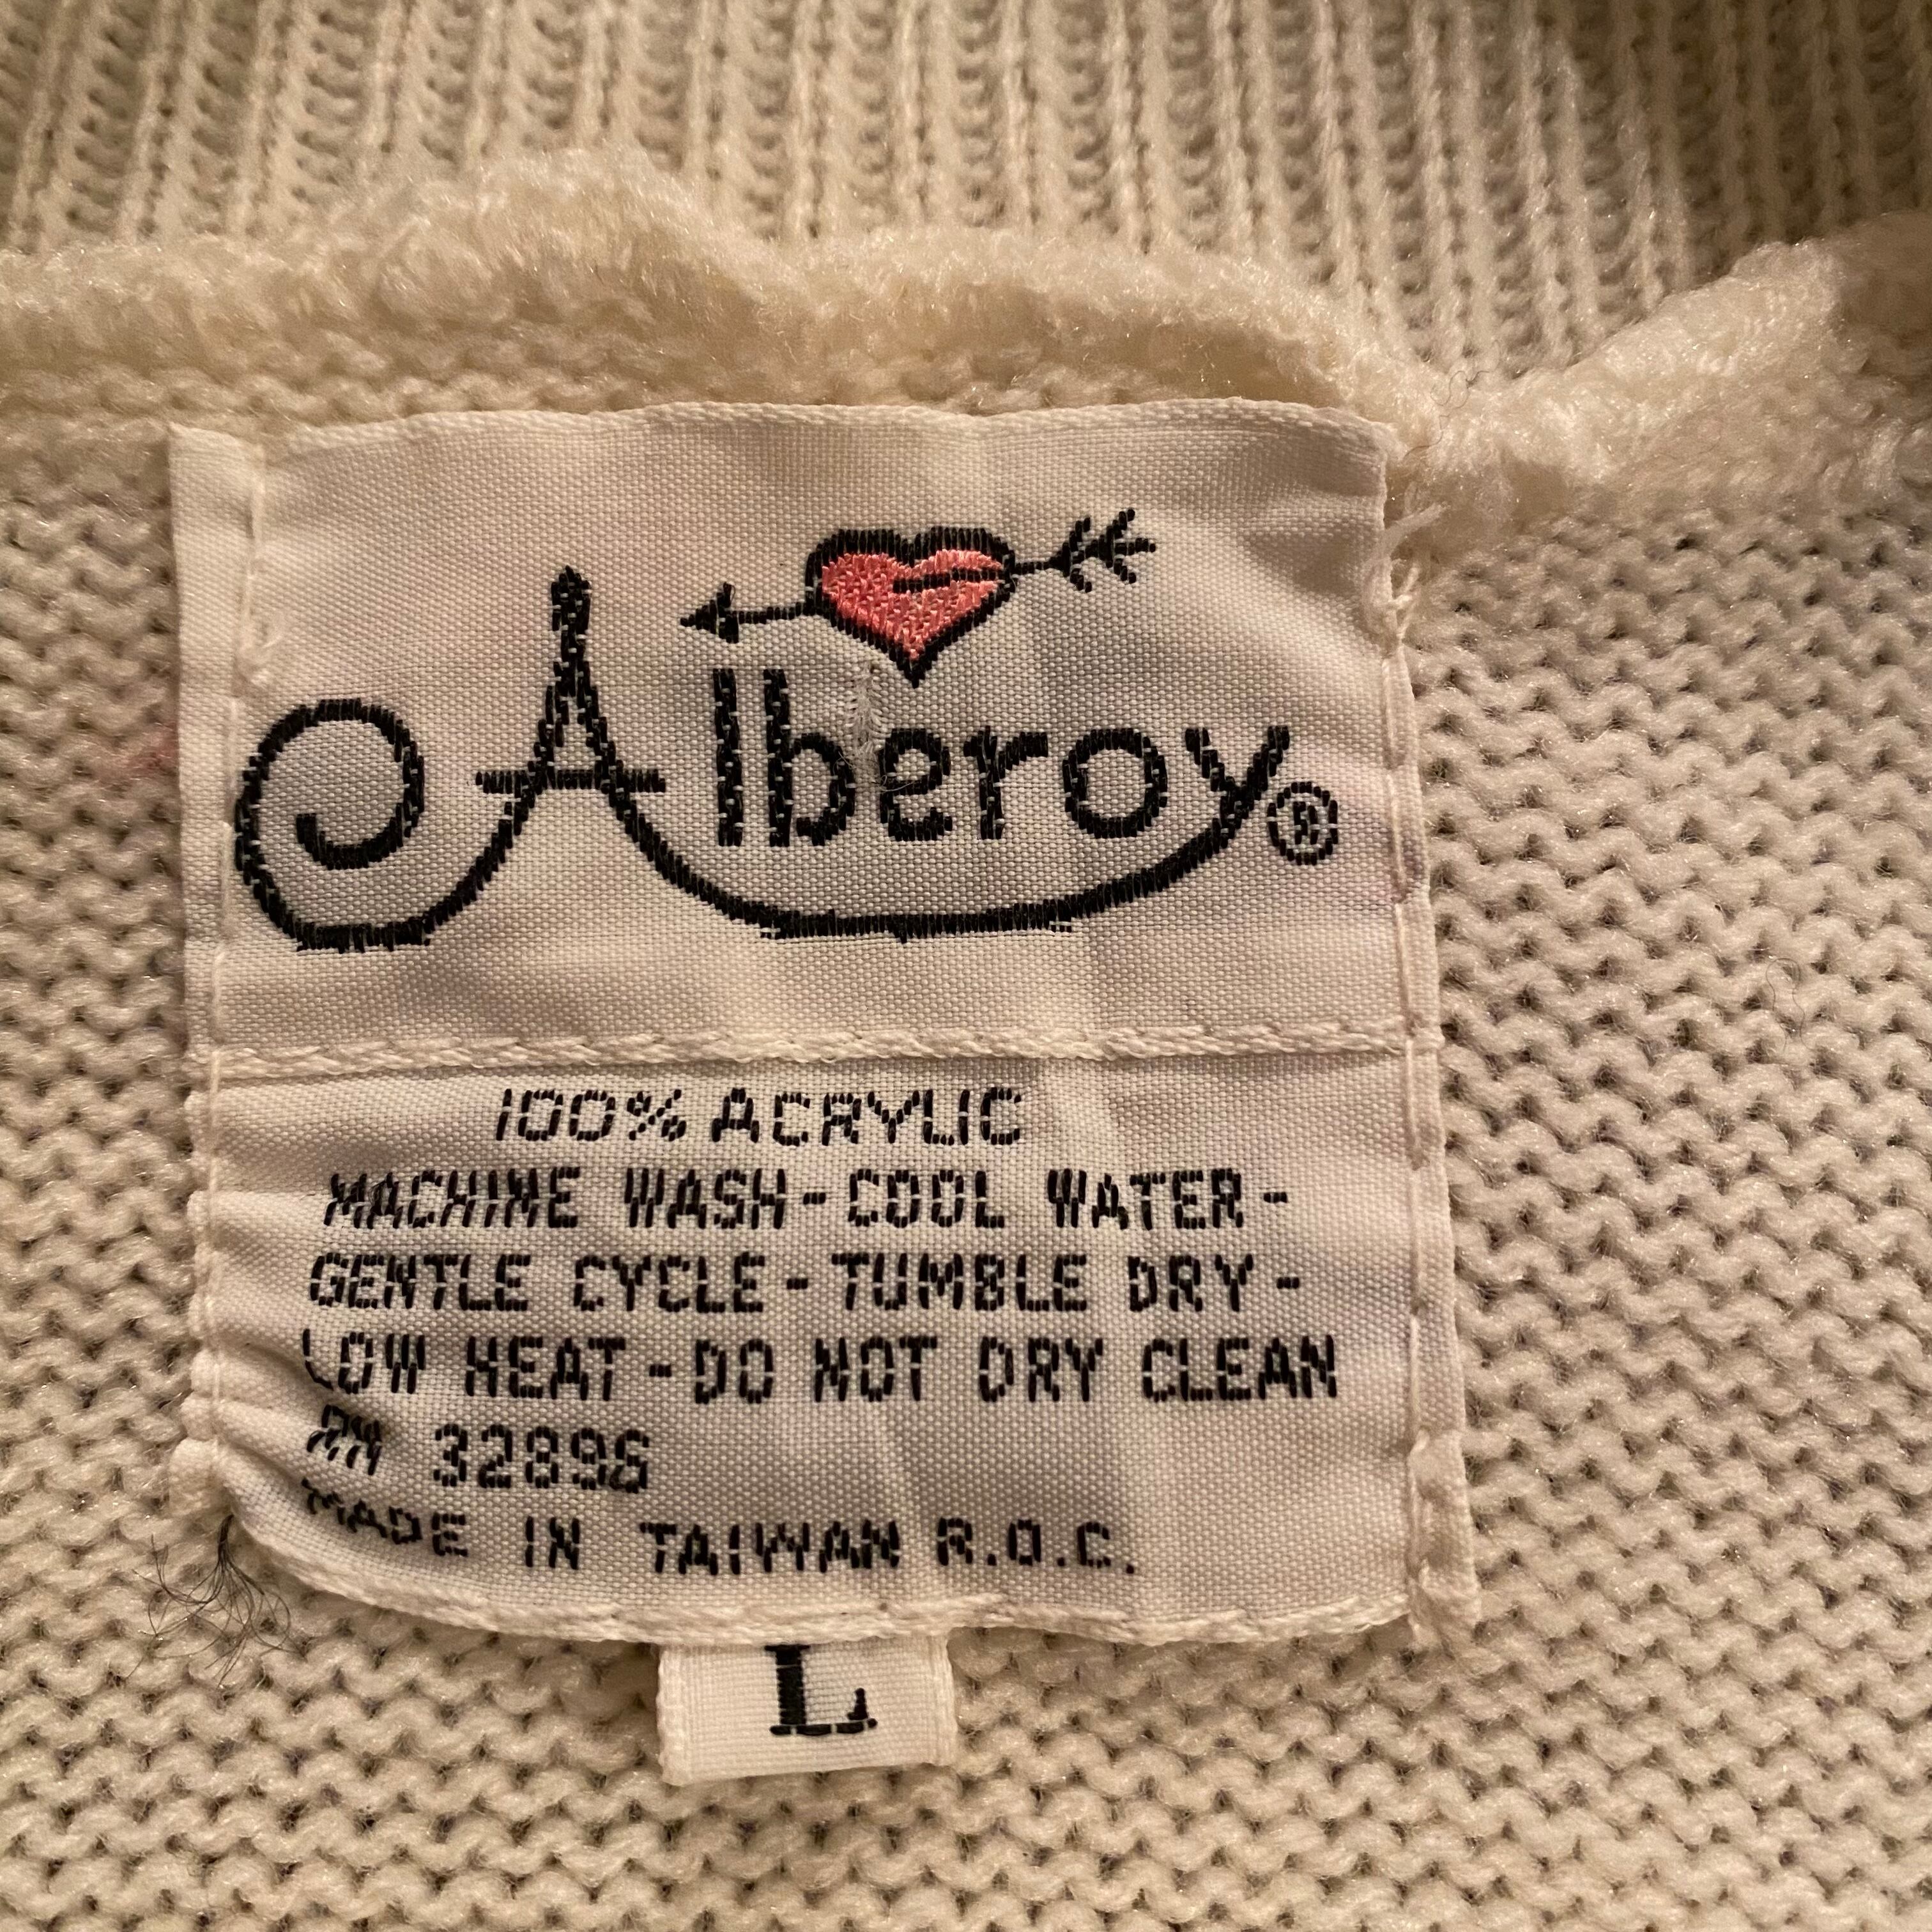 Alberoy®
100% ACRYLIC
MACHINE WASH-COOL WATER-
GENTLE CYCLE-TUMBLE DRY-
LOW HEAT-DO NOT DRY CLEAN
RN 32896
MADE IN TAIWAN R.O.C.
L